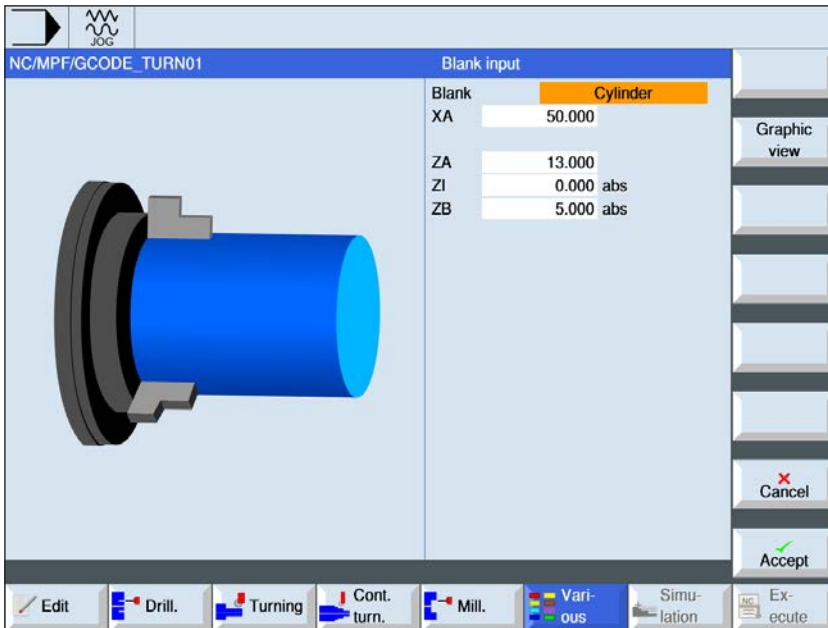 JOG
NC/MPF/GCODE_TURN01
Blank input
Blank Cylinder
XA 50.000
ZA 13.000
ZI 0.000 abs
ZB 5.000 abs
Graphic
view
Cancel
Accept
Edit
Drill.
Turning
Cont.
turn.
Mill.
Vari-
ous
Simu-
lation
NC
Ex-
ecute